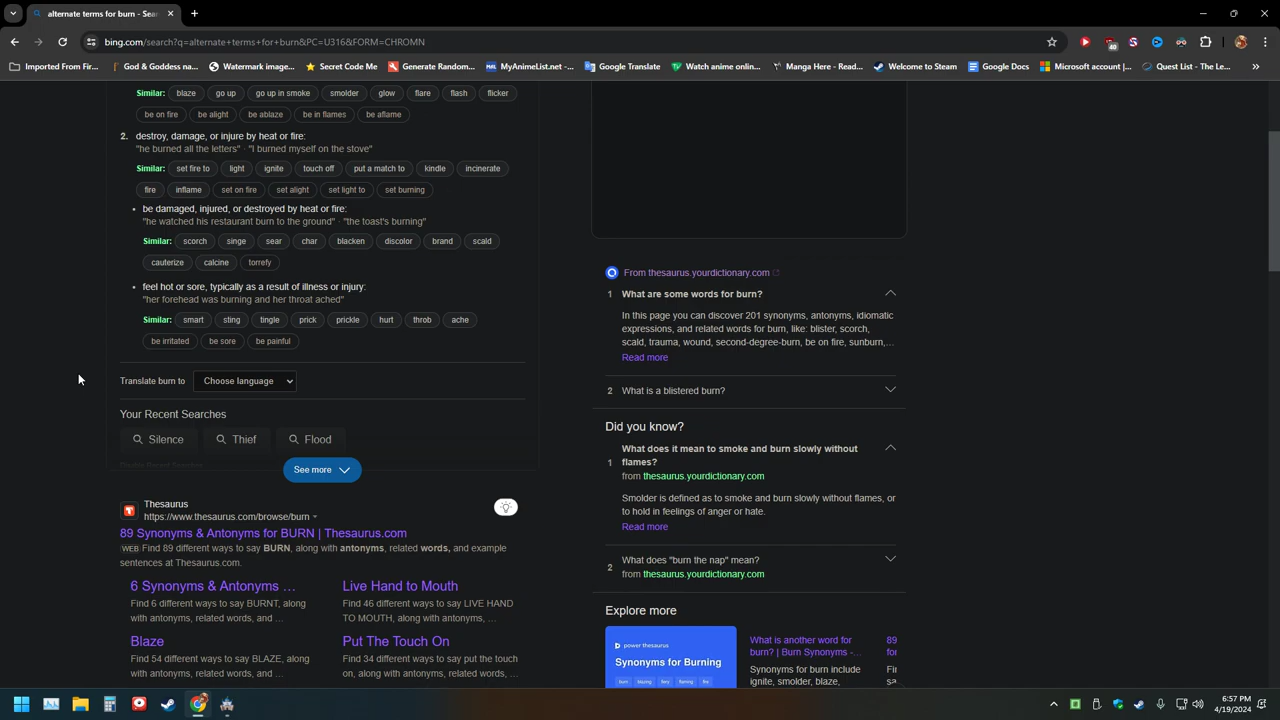 alternate terms for burn - Sea
bing.com/search?q=alternate+terms+for+burn&PC=U316&FORM=CHROMN
40
Imported From Fir... God & Goddess na... Watermark image... Secret Code Me Generate Random... MAL MyAnimeList.net -... Google Translate Watch anime onlin... Manga Here - Read... Welcome to Steam Google Docs Microsoft account |... Quest List - The Le...
Similar: blaze go up go up in smoke smolder glow flare flash flicker
be on fire be alight be ablaze be in flames be aflame
2. destroy, damage, or injure by heat or fire:
"he burned all the letters" · "I burned myself on the stove"
Similar: set fire to light ignite touch off put a match to kindle incinerate
fire inflame set on fire set alight set light to set burning
• be damaged, injured, or destroyed by heat or fire:
"he watched his restaurant burn to the ground" · "the toast's burning"
Similar: scorch singe sear char blacken discolor brand scald
cauterize calcine torrefy
• feel hot or sore, typically as a result of illness or injury:
"her forehead was burning and her throat ached"
Similar: smart sting tingle prick prickle hurt throb ache
be irritated be sore be painful
Translate burn to Choose language
Your Recent Searches
Silence Thief Flood
See more
Thesaurus
https://www.thesaurus.com/browse/burn
89 Synonyms & Antonyms for BURN | Thesaurus.com
WEB Find 89 different ways to say BURN, along with antonyms, related words, and example
sentences at Thesaurus.com.
6 Synonyms & Antonyms ...
Find 6 different ways to say BURNT, along
with antonyms, related words, and ...
Live Hand to Mouth
Find 46 different ways to say LIVE HAND
TO MOUTH, along with antonyms, ...
Blaze
Find 54 different ways to say BLAZE, along
with antonyms, related words, and ...
Put The Touch On
Find 34 different ways to say put the touch
on, along with antonyms, related words, ...
From thesaurus.yourdictionary.com
1 What are some words for burn?
In this page you can discover 201 synonyms, antonyms, idiomatic
expressions, and related words for burn, like: blister, scorch,
scald, trauma, wound, second-degree-burn, be on fire, sunburn,...
Read more
2 What is a blistered burn?
Did you know?
1 What does it mean to smoke and burn slowly without
flames?
from thesaurus.yourdictionary.com
Smolder is defined as to smoke and burn slowly without flames, or
to hold in feelings of anger or hate.
Read more
2 What does "burn the nap" mean?
from thesaurus.yourdictionary.com
Explore more
power thesaurus
Synonyms for Burning
burn blazing fiery flaming fire
What is another word for
burn? | Burn Synonyms -...
Synonyms for burn include
ignite, smolder, blaze,
89
for
Fin
sa
6:57 PM
4/19/2024